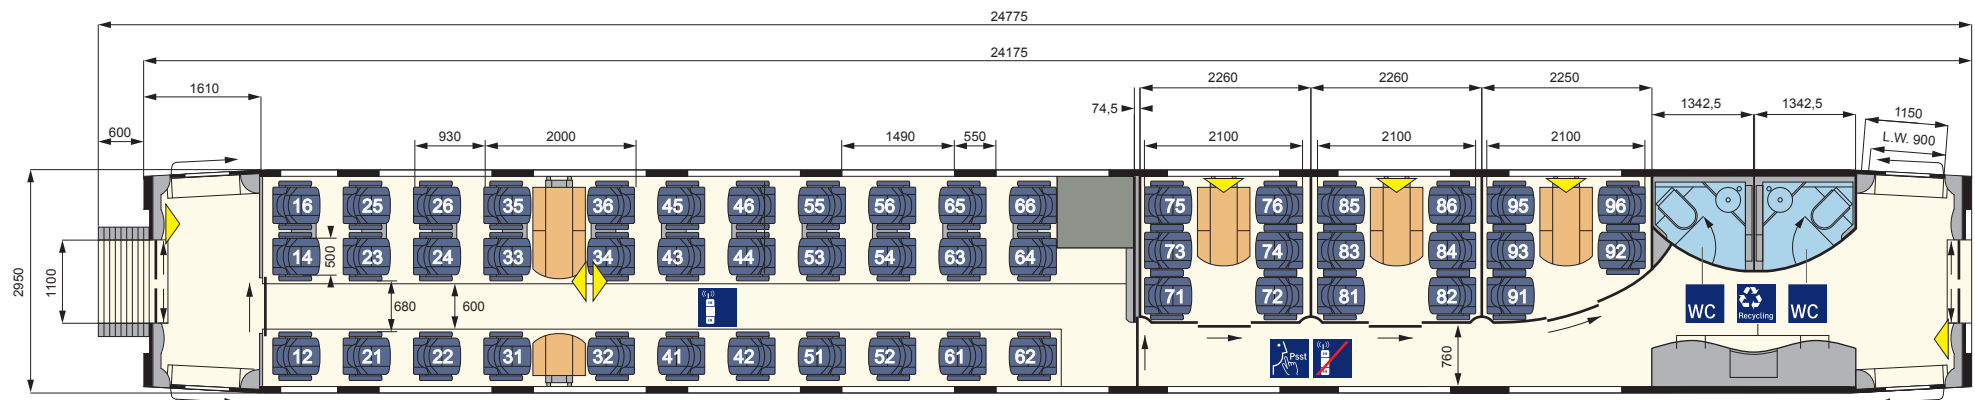 24775
24175
2260 2260 2250
1610 74,5 1342,5 1342,5 1150
600 930 2000 1490 550 2100 2100 2100 L.W. 900
16 25 26 35 36 45 46 55 56 65 66 75 76 85 86 95 96
14 23 24 33 34 43 44 53 54 63 64 73 74 83 84 93 92
500
2950 1100 680 600 71 72 81 82 91
WC Recycling WC
12 21 22 31 32 41 42 51 52 61 62 Psst 760